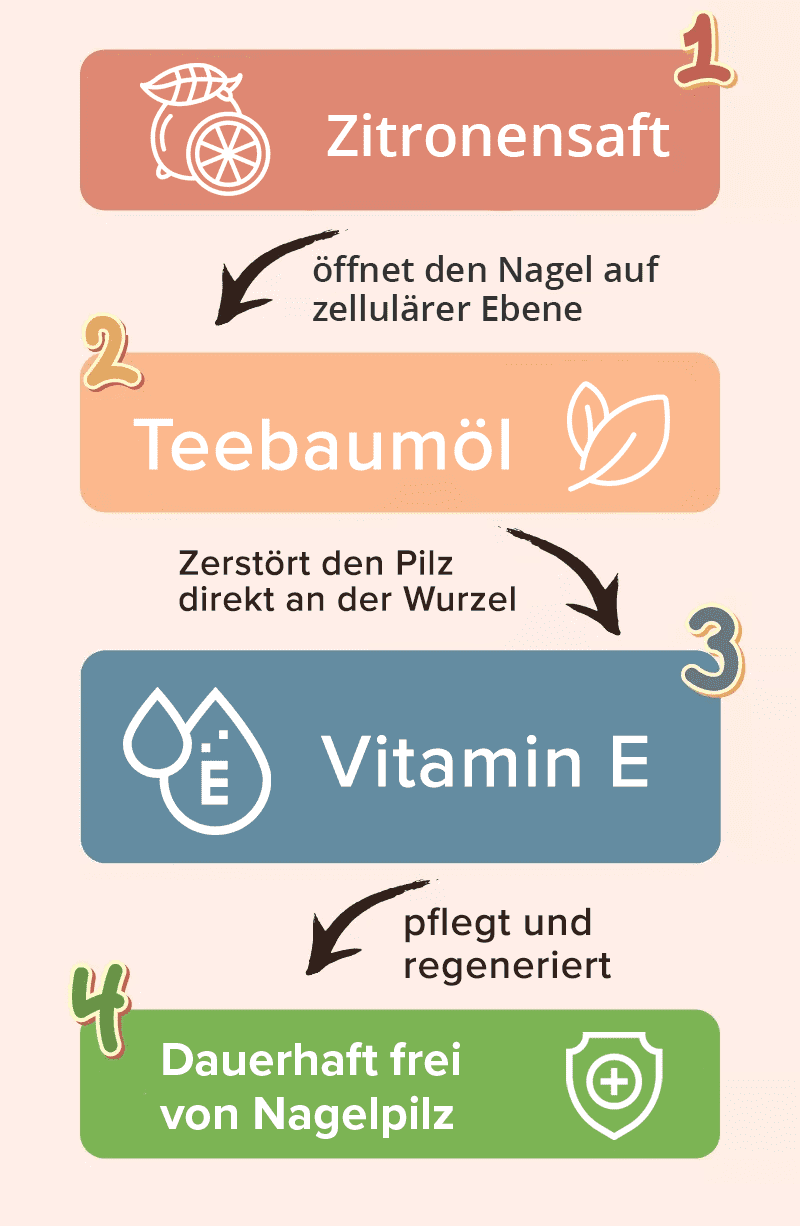 1
Zitronensaft
öffnet den Nagel auf
zellulärer Ebene
2
Teebaumöl
Zerstört den Pilz
direkt an der Wurzel
3
E
Vitamin E
pflegt und
regeneriert
4
Dauerhaft frei
von Nagelpilz